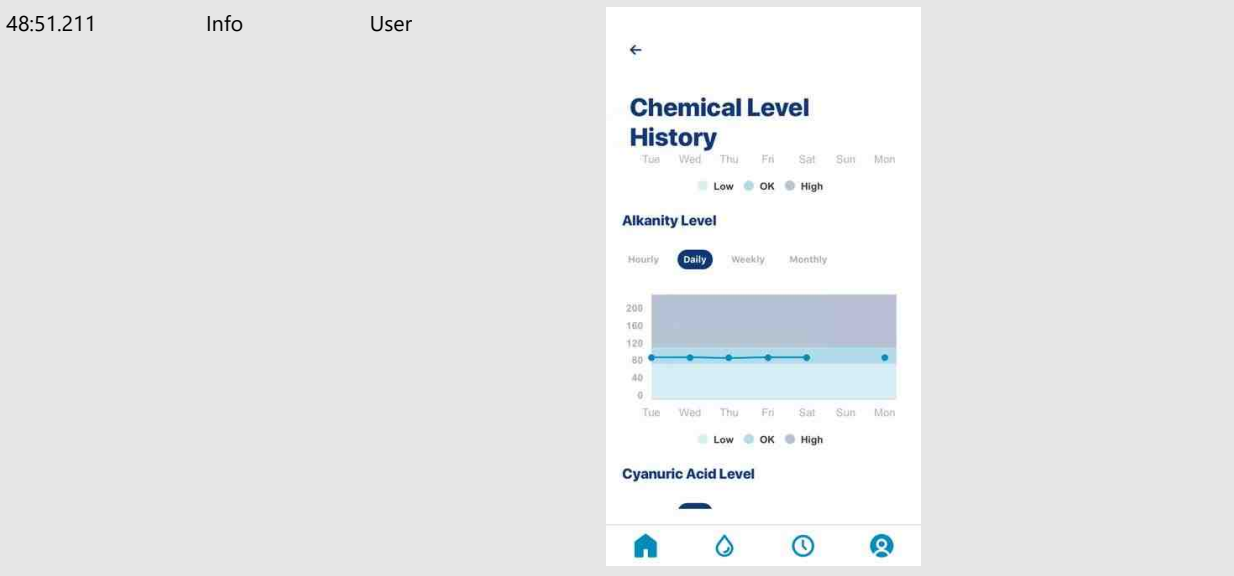 48:51.211 Info User
Chemical Level
History
Tue Wed Thu Fri Sat Sun Mon
Low OK High
Alkanity Level
Hourly Daily Weekly Monthly
200
160
120
80
40
0
Tue Wed Thu Fri Sat Sun Mon
Low OK High
Cyanuric Acid Level